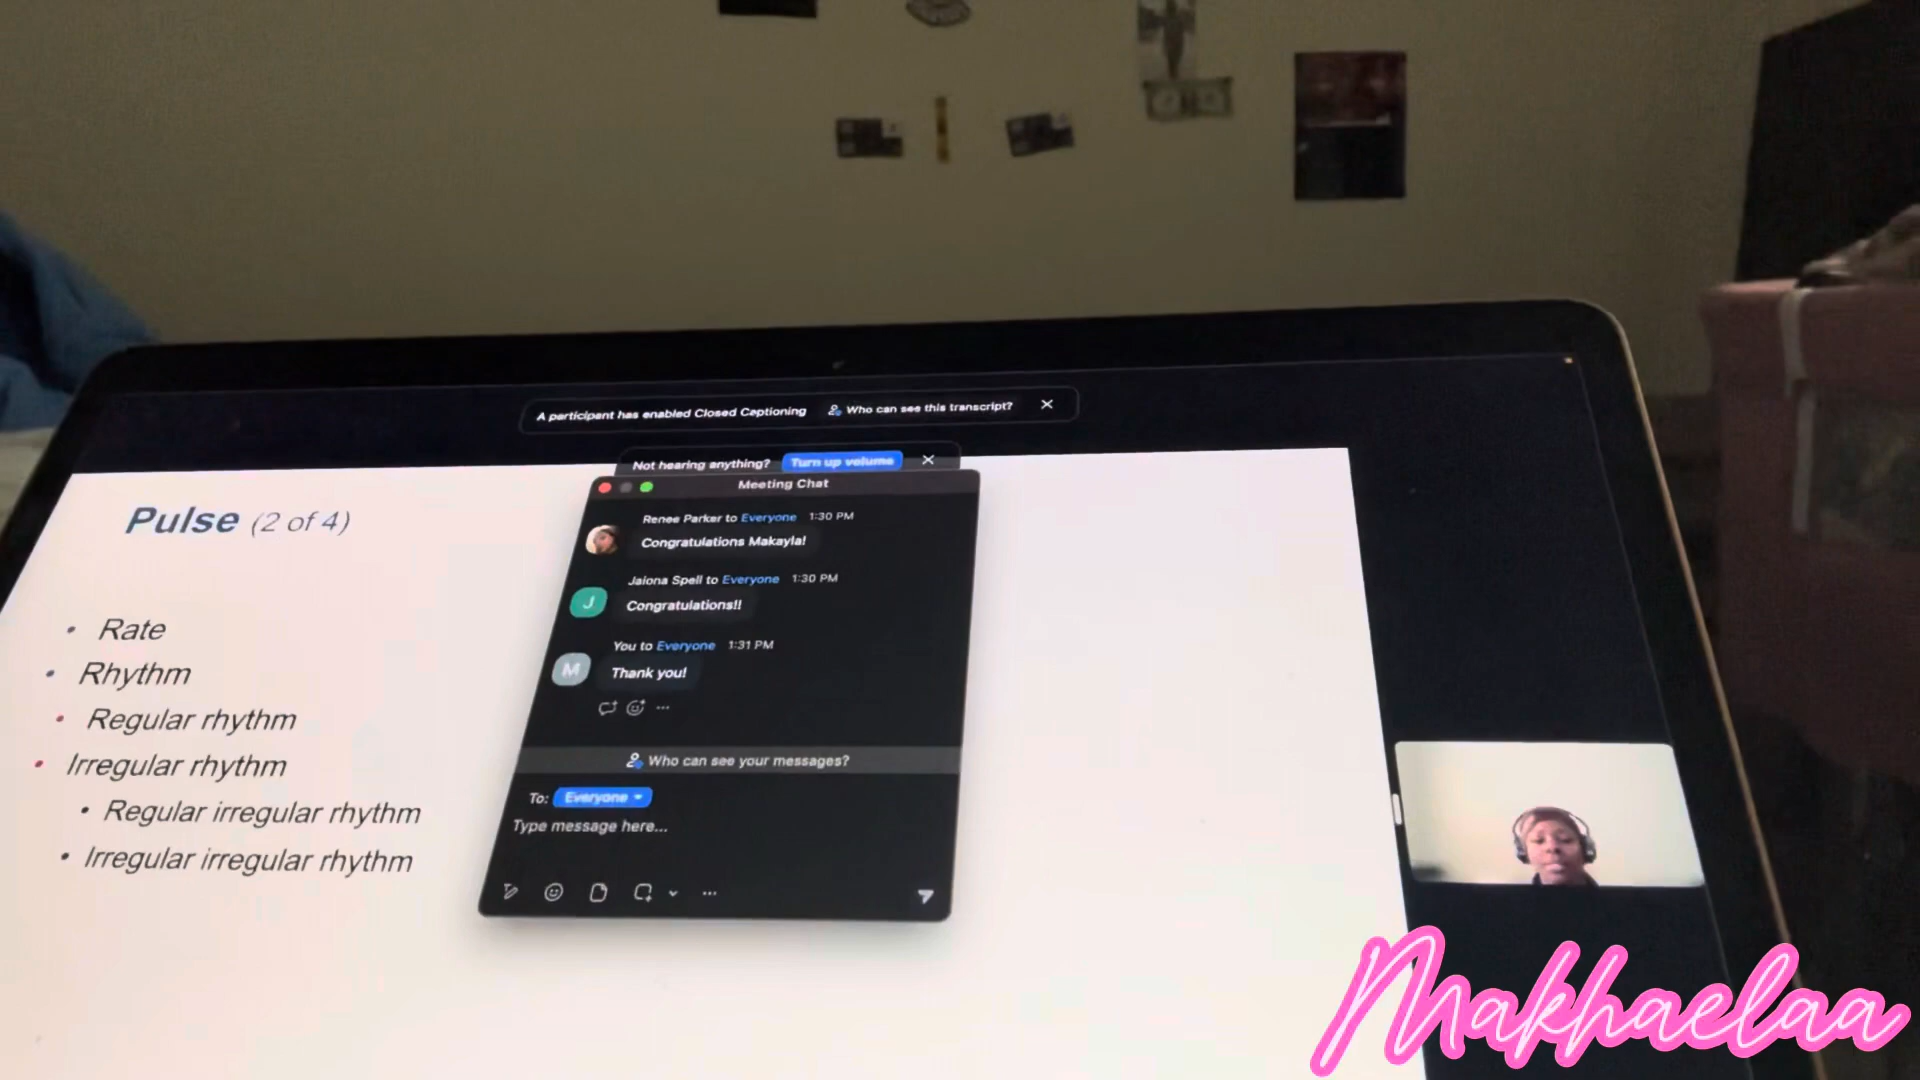 A participant has enabled Closed Captioning Who can see this transcript?
Not hearing anything? Turn up volume
Meeting Chat
Pulse (2 of 4)
• Rate
• Rhythm
• Regular rhythm
• Irregular rhythm
• Regular irregular rhythm
• Irregular irregular rhythm
Renee Parker to Everyone 1:30 PM
Congratulations Makayla!
Jaiona Spell to Everyone 1:30 PM
J
Congratulations!!
You to Everyone 1:31 PM
M
Thank you!
Who can see your messages?
To: Everyone
Type message here...
Makhaelaa